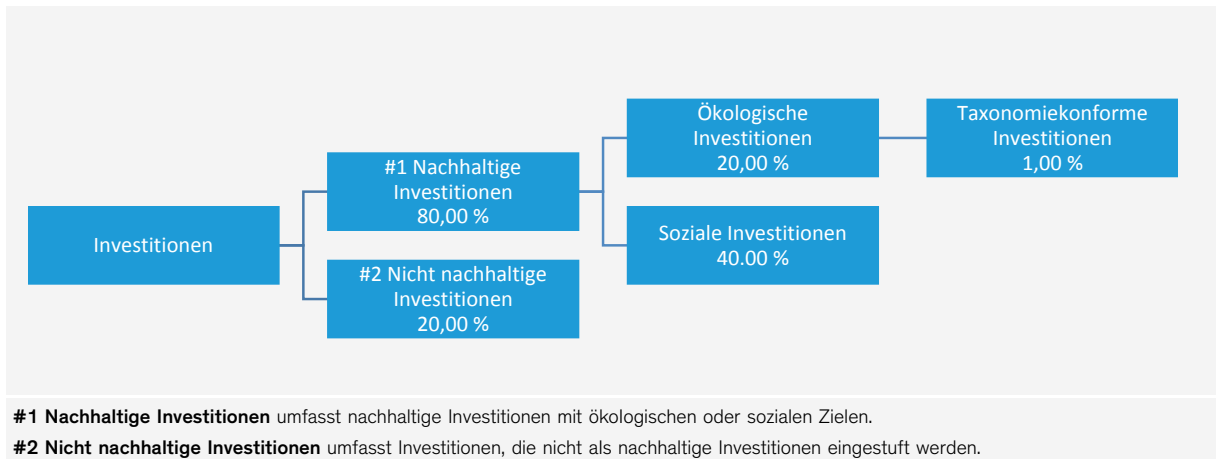 Investitionen
#1 Nachhaltige
Investitionen
80,00 %
#2 Nicht nachhaltige
Investitionen
20,00 %
Ökologische
Investitionen
20,00 %
Soziale Investitionen
40.00 %
Taxonomiekonforme
Investitionen
1,00 %
#1 Nachhaltige Investitionen umfasst nachhaltige Investitionen mit ökologischen oder sozialen Zielen.
#2 Nicht nachhaltige Investitionen umfasst Investitionen, die nicht als nachhaltige Investitionen eingestuft werden.